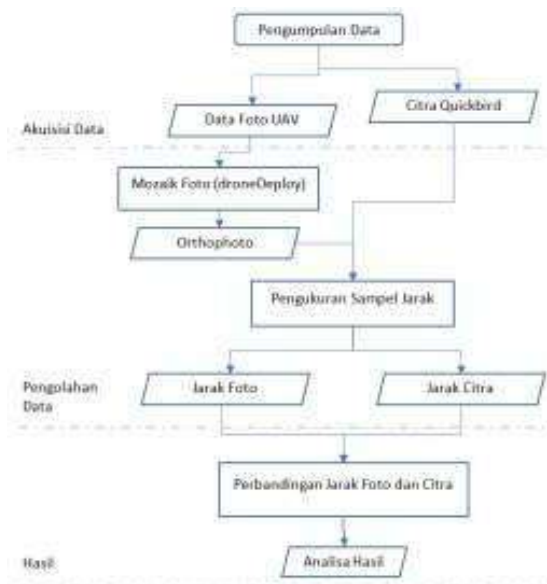 Pengumpulan Data
Citra Quickbird
Data Foto UAV
Akuisisi Data
Mozaik Foto (droneDeploy)
Orthophoto
Pengukuran Sampel Jarak
Pengolahan
Data
Jarak Foto
Jarak Citra
Perbandingan Jarak Foto dan Citra
Hasil
Analisa Hasil